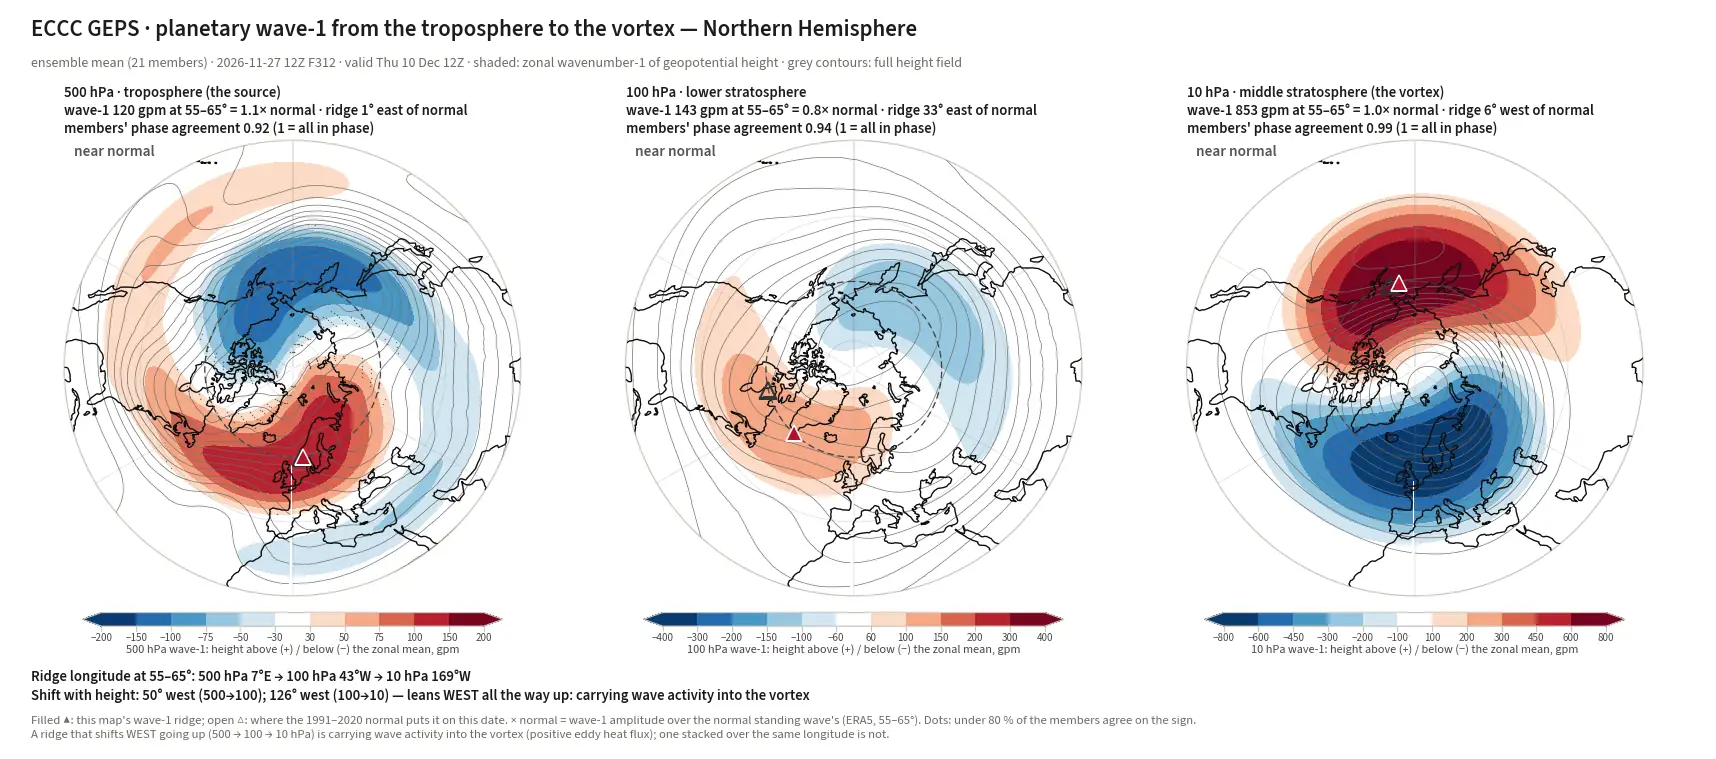 ECCC GEPS · planetary wave-1 from the troposphere to the vortex — Northern Hemisphere
ensemble mean (21 members) · 2026-11-27 12Z F312 · valid Thu 10 Dec 12Z · shaded: zonal wavenumber-1 of geopotential height · grey contours: full height field
500 hPa · troposphere (the source)
wave-1 120 gpm at 55–65° = 1.1× normal · ridge 1° east of normal
members' phase agreement 0.92 (1 = all in phase)
near normal
100 hPa · lower stratosphere
wave-1 143 gpm at 55–65° = 0.8× normal · ridge 33° east of normal
members' phase agreement 0.94 (1 = all in phase)
near normal
10 hPa · middle stratosphere (the vortex)
wave-1 853 gpm at 55–65° = 1.0× normal · ridge 6° west of normal
members' phase agreement 0.99 (1 = all in phase)
near normal
−200 −150 −100 −75 −50 −30 30 50 75 100 150 200
500 hPa wave-1: height above (+) / below (−) the zonal mean, gpm
−400 −300 −200 −150 −100 −60 60 100 150 200 300 400
100 hPa wave-1: height above (+) / below (−) the zonal mean, gpm
−800 −600 −450 −300 −200 −100 100 200 300 450 600 800
10 hPa wave-1: height above (+) / below (−) the zonal mean, gpm
Ridge longitude at 55–65°: 500 hPa 7°E → 100 hPa 43°W → 10 hPa 169°W
Shift with height: 50° west (500→100); 126° west (100→10) — leans WEST all the way up: carrying wave activity into the vortex
Filled ▲: this map's wave-1 ridge; open △: where the 1991–2020 normal puts it on this date. × normal = wave-1 amplitude over the normal standing wave's (ERA5, 55–65°). Dots: under 80 % of the members agree on the sign.
A ridge that shifts WEST going up (500 → 100 → 10 hPa) is carrying wave activity into the vortex (positive eddy heat flux); one stacked over the same longitude is not.